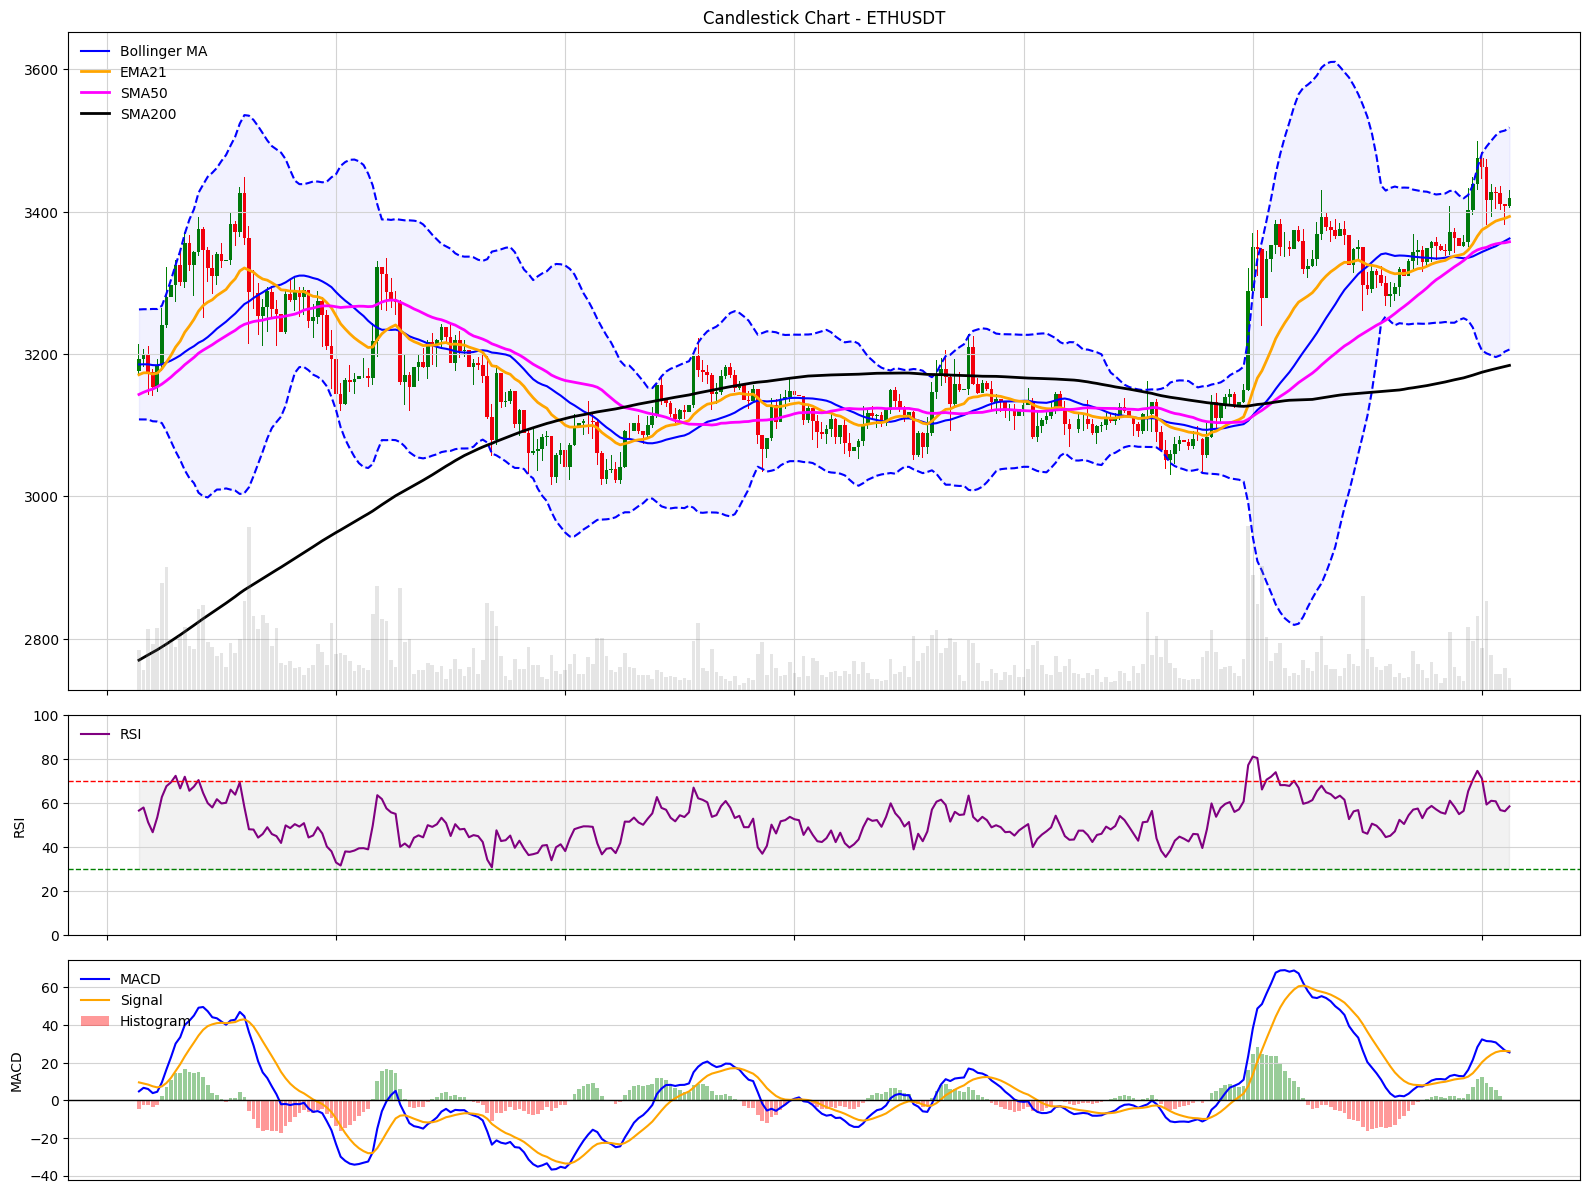 Candlestick Chart - ETHUSDT
Bollinger MA
EMA21
SMA50
SMA200
3600
3400
3200
3000
2800
RSI
100
80
60
40
20
0
RSI
MACD
Signal
Histogram
60
40
20
0
−20
−40
MACD